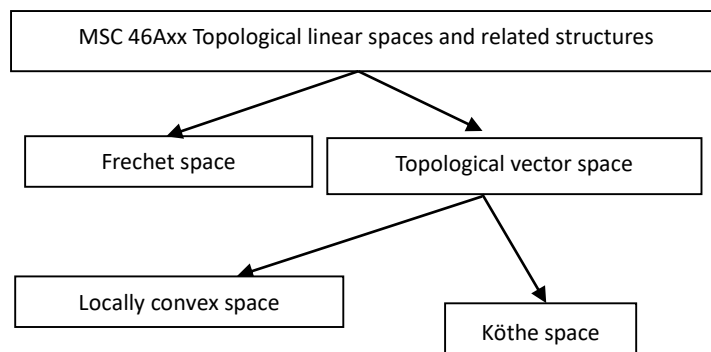 MSC 46Axx Topological linear spaces and related structures
Frechet space
Topological vector space
Locally convex space
Köthe space